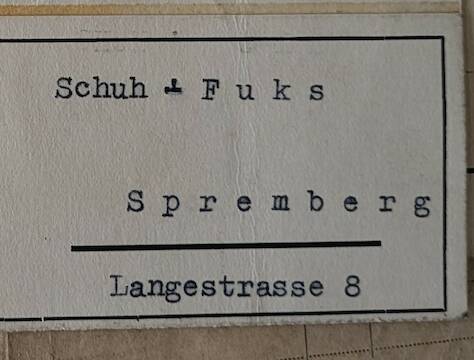 Schuh - Fuks
Spremberg
Langestrasse 8